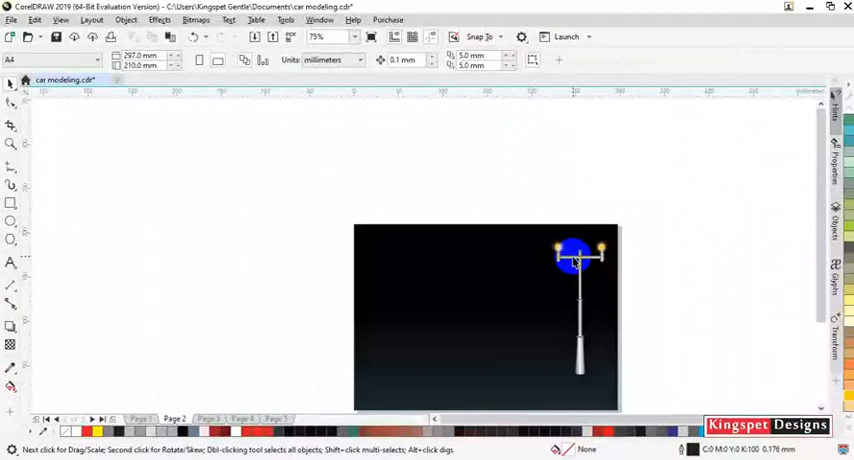 CorelDRAW 2019 (64-Bit Evaluation Version) - C:\Users\Kingspet Gentle\Documents\car modeling.cdr*
File Edit View Layout Object Effects Bitmaps Text Table Tools Window Help Purchase
75% Snap To Launch
A4 297.0 mm 210.0 mm Units: millimeters 0.1 mm 5.0 mm 5.0 mm
car modeling.cdr*
millimeters
Hints
Properties
Objects
Glyphs
Transform
Page 1 Page 2 Page 3 Page 4 Page 5
Kingspet Designs
Next click for Drag/Scale; Second click for Rotate/Skew; Dbl-clicking tool selects all objects; Shift+click multi-selects; Alt+click digs None C:0 M:0 Y:0 K:100 0.176 mm